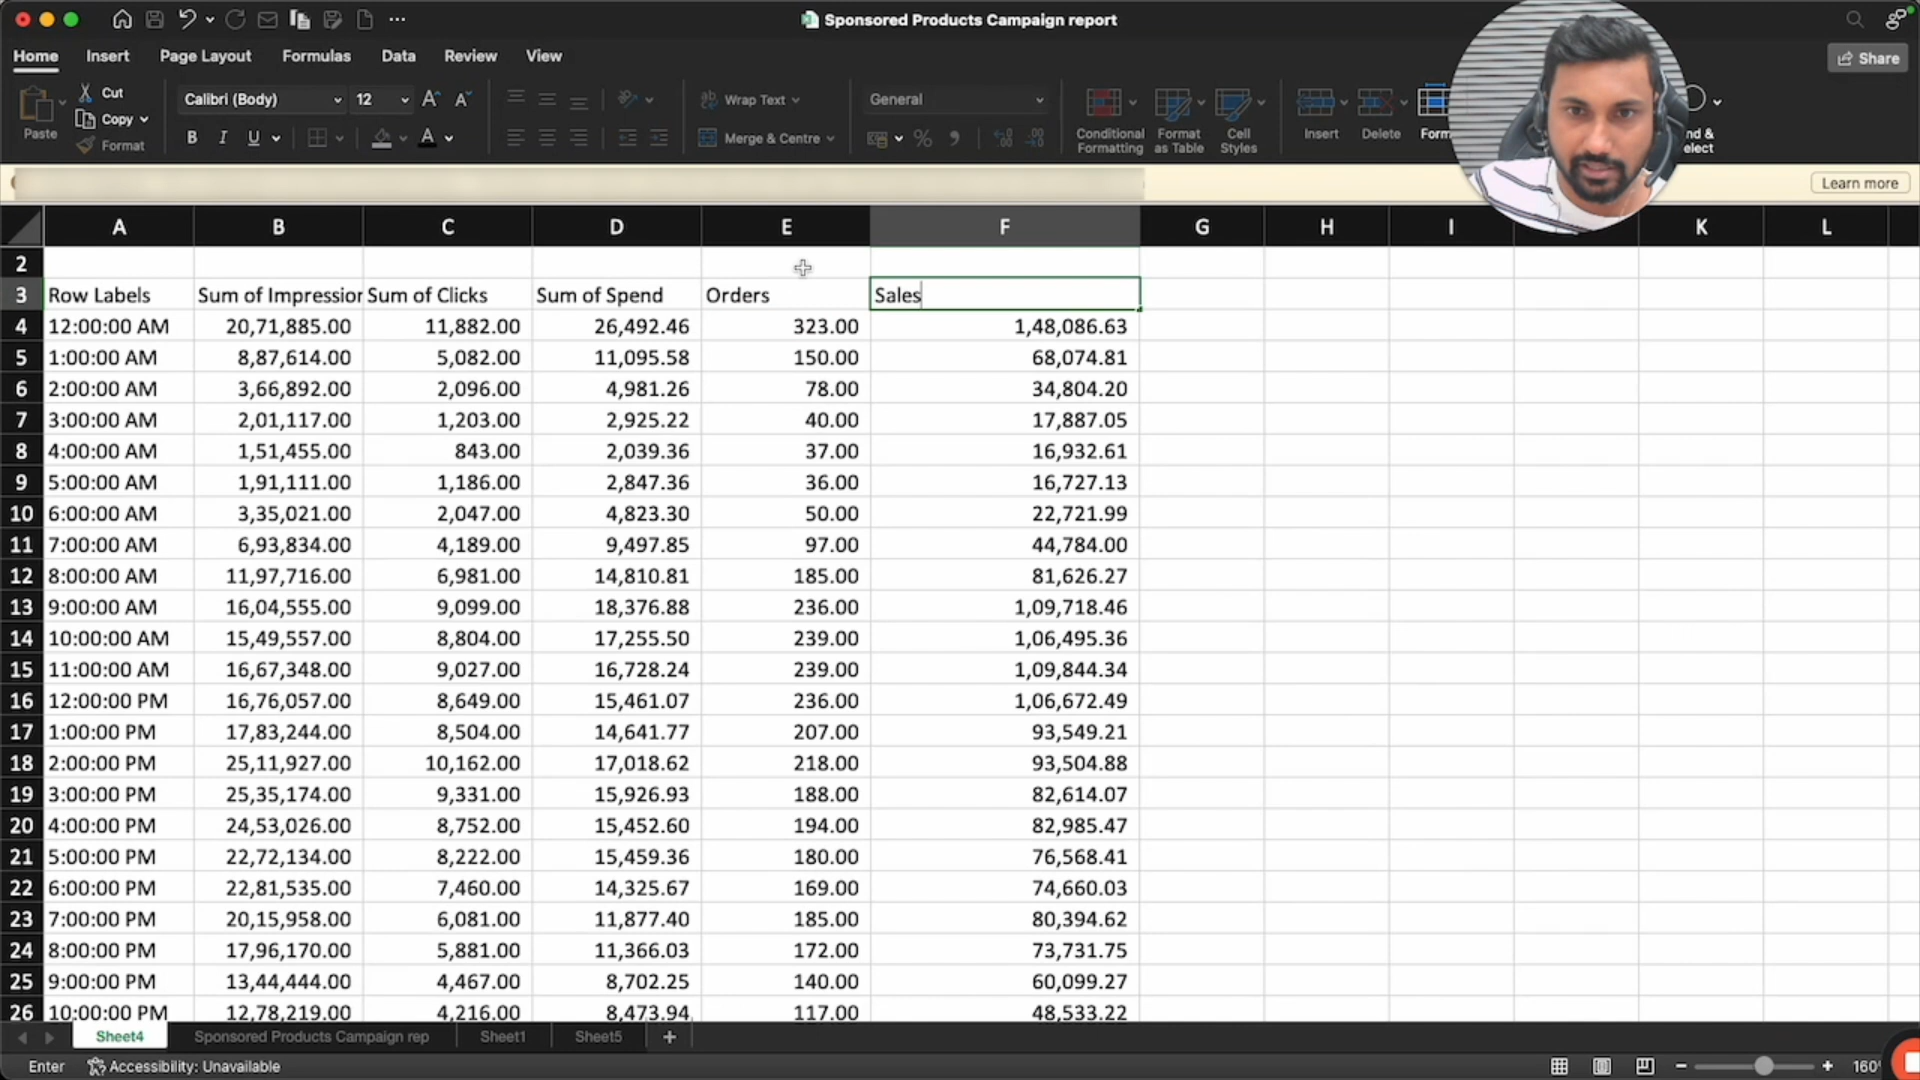 Sponsored Products Campaign report
Home Insert Page Layout Formulas Data Review View Share
Paste Cut Copy Format Calibri (Body) 12 B I U A Wrap Text Merge & Centre General % Conditional Formatting Format as Table Cell Styles Insert Delete Form nd & elect
Learn more
A B C D E F G H I K L
2
3 Row Labels Sum of Impression Sum of Clicks Sum of Spend Orders Sales
4 12:00:00 AM 20,71,885.00 11,882.00 26,492.46 323.00 1,48,086.63
5 1:00:00 AM 8,87,614.00 5,082.00 11,095.58 150.00 68,074.81
6 2:00:00 AM 3,66,892.00 2,096.00 4,981.26 78.00 34,804.20
7 3:00:00 AM 2,01,117.00 1,203.00 2,925.22 40.00 17,887.05
8 4:00:00 AM 1,51,455.00 843.00 2,039.36 37.00 16,932.61
9 5:00:00 AM 1,91,111.00 1,186.00 2,847.36 36.00 16,727.13
10 6:00:00 AM 3,35,021.00 2,047.00 4,823.30 50.00 22,721.99
11 7:00:00 AM 6,93,834.00 4,189.00 9,497.85 97.00 44,784.00
12 8:00:00 AM 11,97,716.00 6,981.00 14,810.81 185.00 81,626.27
13 9:00:00 AM 16,04,555.00 9,099.00 18,376.88 236.00 1,09,718.46
14 10:00:00 AM 15,49,557.00 8,804.00 17,255.50 239.00 1,06,495.36
15 11:00:00 AM 16,67,348.00 9,027.00 16,728.24 239.00 1,09,844.34
16 12:00:00 PM 16,76,057.00 8,649.00 15,461.07 236.00 1,06,672.49
17 1:00:00 PM 17,83,244.00 8,504.00 14,641.77 207.00 93,549.21
18 2:00:00 PM 25,11,927.00 10,162.00 17,018.62 218.00 93,504.88
19 3:00:00 PM 25,35,174.00 9,331.00 15,926.93 188.00 82,614.07
20 4:00:00 PM 24,53,026.00 8,752.00 15,452.60 194.00 82,985.47
21 5:00:00 PM 22,72,134.00 8,222.00 15,459.36 180.00 76,568.41
22 6:00:00 PM 22,81,535.00 7,460.00 14,325.67 169.00 74,660.03
23 7:00:00 PM 20,15,958.00 6,081.00 11,877.40 185.00 80,394.62
24 8:00:00 PM 17,96,170.00 5,881.00 11,366.03 172.00 73,731.75
25 9:00:00 PM 13,44,444.00 4,467.00 8,702.25 140.00 60,099.27
26 10:00:00 PM 12,78,219.00 4,216.00 8,473.94 117.00 48,533.22
Sheet4 Sponsored Products Campaign rep Sheet1 Sheet5 +
Enter Accessibility: Unavailable 160